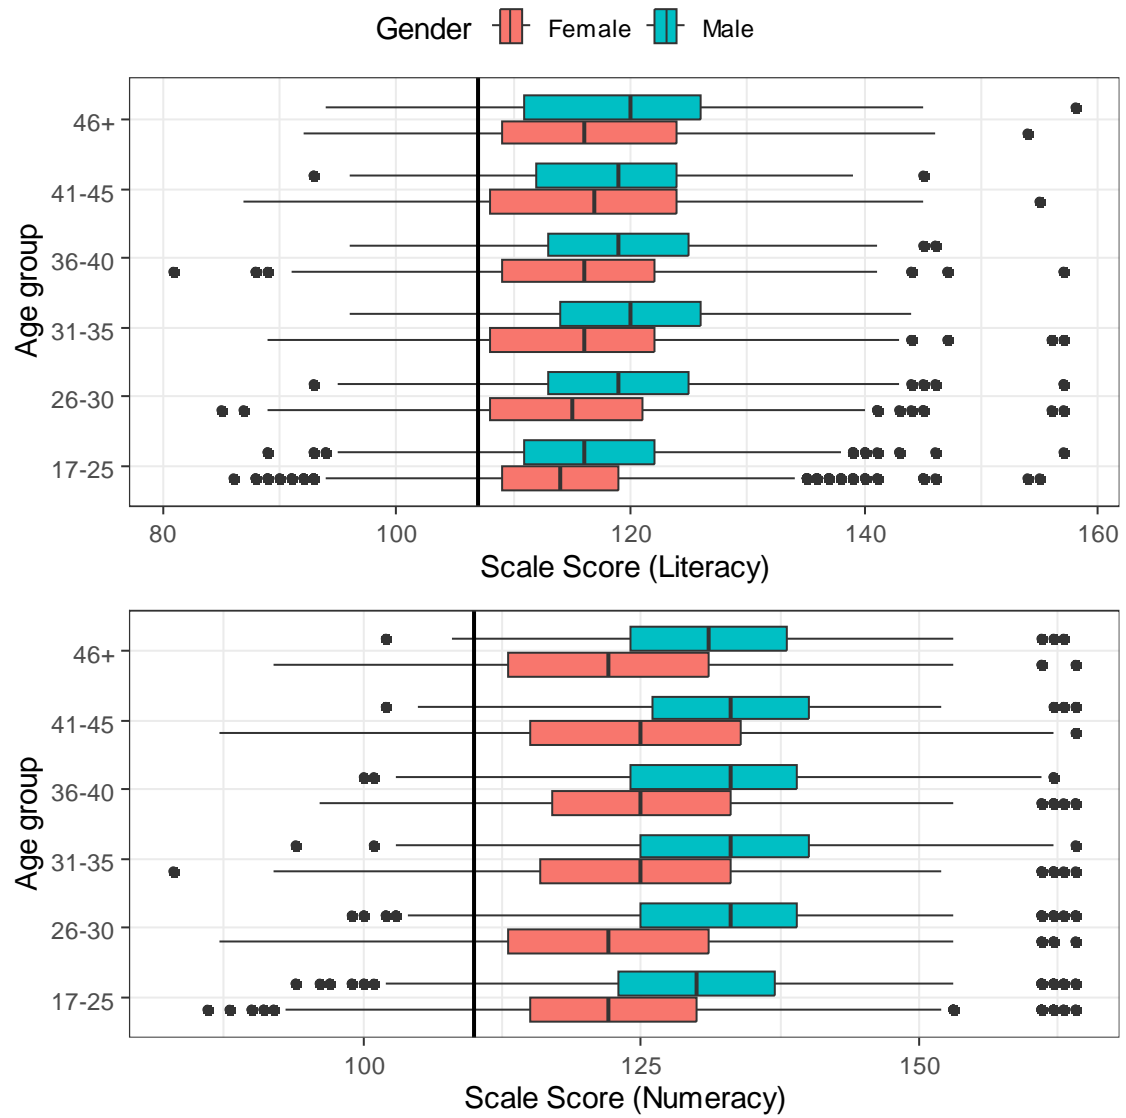 Gender Female Male
46+
41-45
36-40
31-35
26-30
17-25
Age group
80 100 120 140 160
Scale Score (Literacy)
46+
41-45
36-40
31-35
26-30
17-25
Age group
100 125 150
Scale Score (Numeracy)